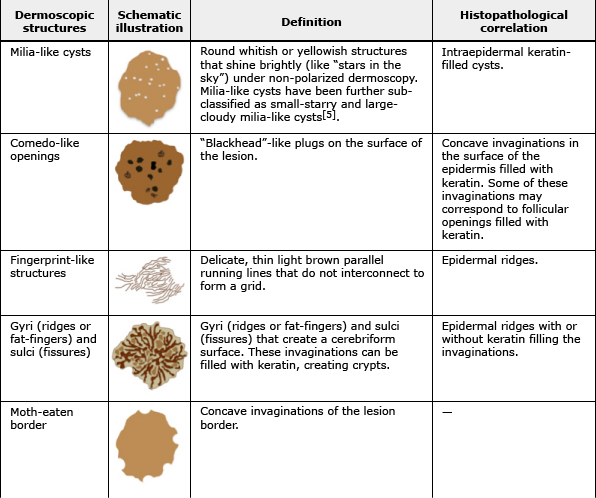 Dermoscopic structures
Schematic illustration
Definition
Histopathological correlation
Milia-like cysts
Round whitish or yellowish structures
that shine brightly (like “stars in the
sky”) under non-polarized dermoscopy.
Milia-like cysts have been further sub-
classified as small-starry and large-
cloudy milia-like cysts[5].
Intraepidermal keratin-
filled cysts.
Comedo-like
openings
“Blackhead”-like plugs on the surface of
the lesion.
Concave invaginations in
the surface of the
epidermis filled with
keratin. Some of these
invaginations may
correspond to follicular
openings filled with
keratin.
Fingerprint-like
structures
Delicate, thin light brown parallel
running lines that do not interconnect to
form a grid.
Epidermal ridges.
Gyri (ridges or
fat-fingers) and
sulci (fissures)
Gyri (ridges or fat-fingers) and sulci
(fissures) that create a cerebriform
surface. These invaginations can be
filled with keratin, creating crypts.
Epidermal ridges with or
without keratin filling the
invaginations.
Moth-eaten
border
Concave invaginations of the lesion
border.
—